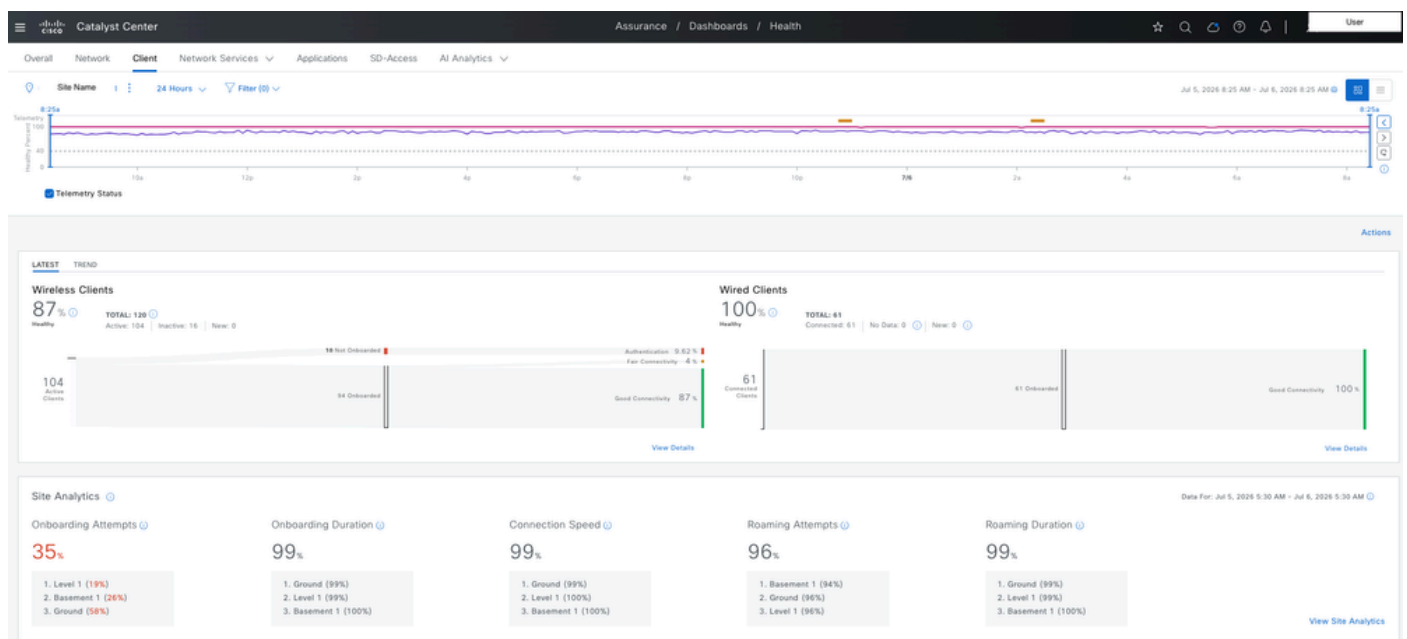 CISCO Catalyst Center
Assurance / Dashboards / Health
User
Overall Network Client Network Services Applications SD-Access AI Analytics
Site Name 24 Hours Filter (0)
Jul 5, 2026 8:25 AM - Jul 6, 2026 8:25 AM
8:25a
8:25a
Telemetry
100
40
0
Healthy Percent
10a 12p 2p 4p 6p 8p 10p 7/6 2a 4a 6a 8a
Telemetry Status
Actions
LATEST TREND
Wireless Clients
87% TOTAL: 120
Healthy Active: 104 | Inactive: 16 | New: 0
10 Not Onboarded
Authentication 9.62 %
Fair Connectivity 4 %
104
Active
Clients
94 Onboarded
Good Connectivity 87 %
View Details
Wired Clients
100% TOTAL: 61
Healthy Connected: 61 | No Data: 0 | New: 0
61
Connected
Clients
61 Onboarded
Good Connectivity 100 %
View Details
Site Analytics
Data For: Jul 5, 2026 5:30 AM - Jul 6, 2026 5:30 AM
Onboarding Attempts
35%
1. Level 1 (19%)
2. Basement 1 (26%)
3. Ground (58%)
Onboarding Duration
99%
1. Ground (99%)
2. Level 1 (99%)
3. Basement 1 (100%)
Connection Speed
99%
1. Ground (99%)
2. Level 1 (100%)
3. Basement 1 (100%)
Roaming Attempts
96%
1. Basement 1 (94%)
2. Ground (96%)
3. Level 1 (96%)
Roaming Duration
99%
1. Ground (99%)
2. Level 1 (99%)
3. Basement 1 (100%)
View Site Analytics